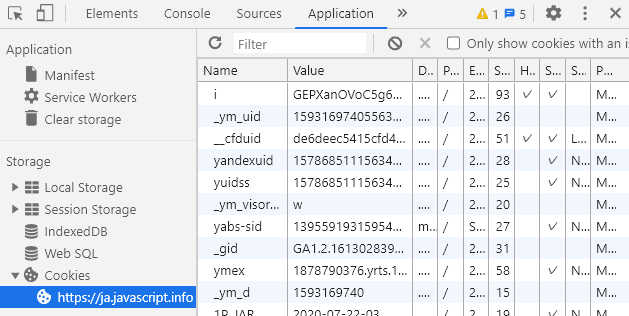 Elements Console Sources Application » 1 5
Application
Manifest
Service Workers
Clear storage
Storage
Local Storage
Session Storage
IndexedDB
Web SQL
Cookies
https://ja.javascript.info
Filter Only show cookies with an is
Name Value D.. P... E... S... H.. S... S... P...
i GEPXanOVoC5g6... .... / 2... 93 ✓ ✓ M...
_ym_uid 15931697405563... .... / 2... 26 M...
__cfduid de6deec5415cfd4... .... / 2... 51 ✓ ✓ L... M...
yandexuid 15786851115634... .... / 2... 28 ✓ N... M...
yuidss 15786851115634... .... / 2... 25 ✓ N... M...
_ym_visor... w .... / 2... 20 M...
yabs-sid 13955919315954... m... / S... 27 ✓ N... M...
_gid GA1.2.161302839... .... / 2... 31 M...
ymex 1878790376.yrts.1... .... / 2... 58 ✓ N... M...
_ym_d 1593169740 .... / 2... 15 M...
1P_JAR 2020-07-22-03 .... / 2... 19 ✓ N... M...